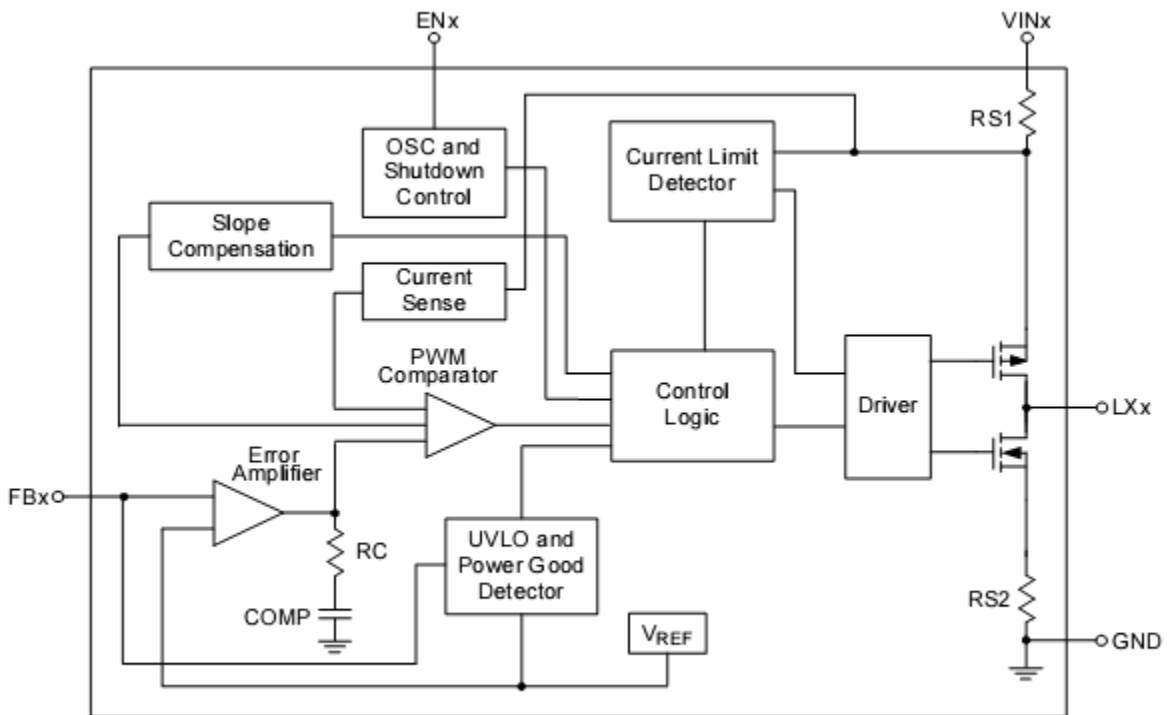 ENx
VINx
RS1
OSC and
Shutdown
Control
Current Limit
Detector
Slope
Compensation
Current
Sense
PWM
Comparator
Control
Logic
Driver
LXx
Error
Amplifier
FBx
RC
UVLO and
Power Good
Detector
COMP
RS2
VREF
GND